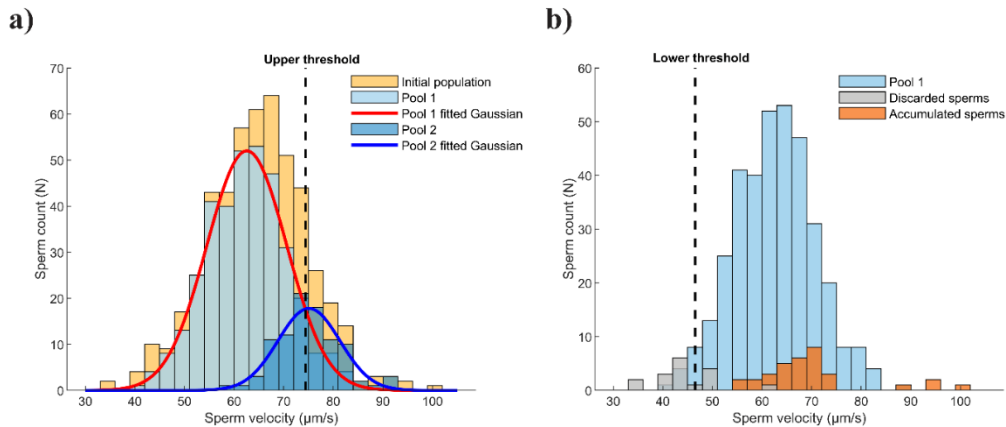 a)
Upper threshold
70
60
50
40
30
20
10
0
Sperm count (N)
30 40 50 60 70 80 90 100
Sperm velocity (μm/s)
Initial population
Pool 1
Pool 1 fitted Gaussian
Pool 2
Pool 2 fitted Gaussian
b)
Lower threshold
60
50
40
30
20
10
0
Sperm count (N)
30 40 50 60 70 80 90 100
Sperm velocity (μm/s)
Pool 1
Discarded sperms
Accumulated sperms